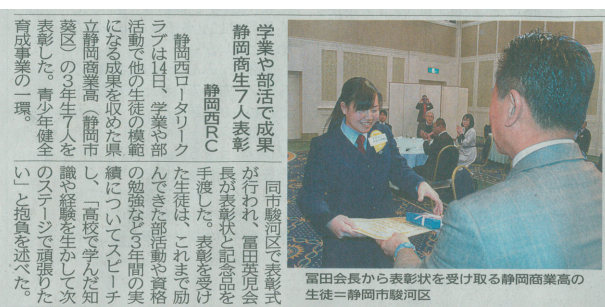 学業や部活で成果
静岡商生7人表彰
静岡西RC
静岡西ロータリーク
ラブは14日、学業や部
活動で他の生徒の模範
になる成果を収めた県
立静岡商業高（静岡市
葵区）の3年生7人を
表彰した。青少年健全
育成事業の一環。
同市駿河区で表彰式
が行われ、冨田英児会
長が表彰状と記念品を
手渡した。表彰を受け
た生徒は、これまで励
んできた部活動や資格
の勉強など3年間の実
績についてスピーチ
し、「高校で学んだ知
識や経験を生かして次
のステージで頑張りた
い」と抱負を述べた。
冨田会長から表彰状を受け取る静岡商業高の
生徒＝静岡市駿河区